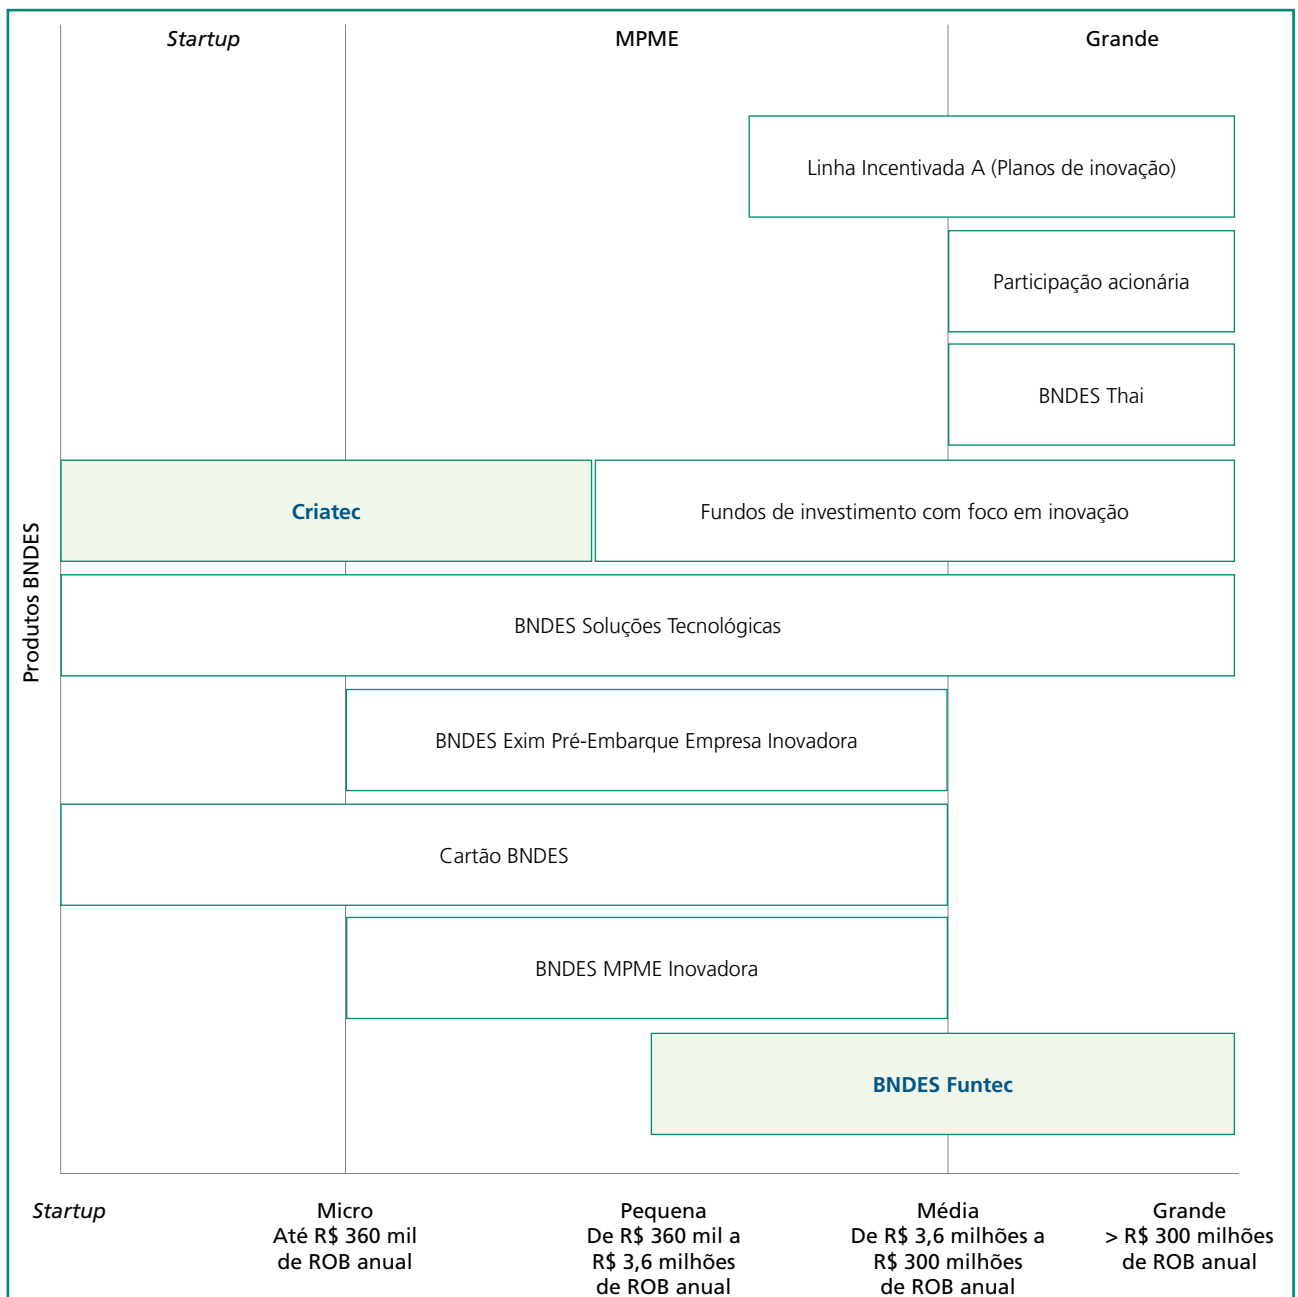 Startup
MPME
Grande
Linha Incentivada A (Planos de inovação)
Participação acionária
BNDES Thai
Criatec
Fundos de investimento com foco em inovação
Produtos BNDES
BNDES Soluções Tecnológicas
BNDES Exim Pré-Embarque Empresa Inovadora
Cartão BNDES
BNDES MPME Inovadora
BNDES Funtec
Startup
Micro
Até R$ 360 mil
de ROB anual
Pequena
De R$ 360 mil a
R$ 3,6 milhões
de ROB anual
Média
De R$ 3,6 milhões a
R$ 300 milhões
de ROB anual
Grande
> R$ 300 milhões
de ROB anual